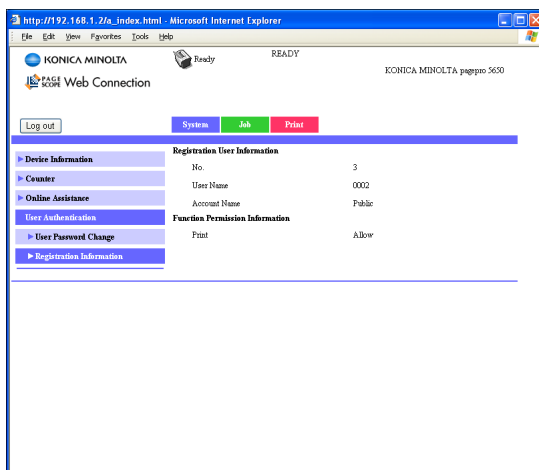 http://192.168.1.2/a_index.html - Microsoft Internet Explorer
File Edit View Favorites Tools Help
KONICA MINOLTA
Ready
READY
KONICA MINOLTA pagepro 5650
PAGE SCOPE Web Connection
Log out
System Job Print
Device Information
Counter
Online Assistance
User Authentication
User Password Change
Registration Information
Registration User Information
No. 3
User Name 0002
Account Name Public
Function Permission Information
Print Allow